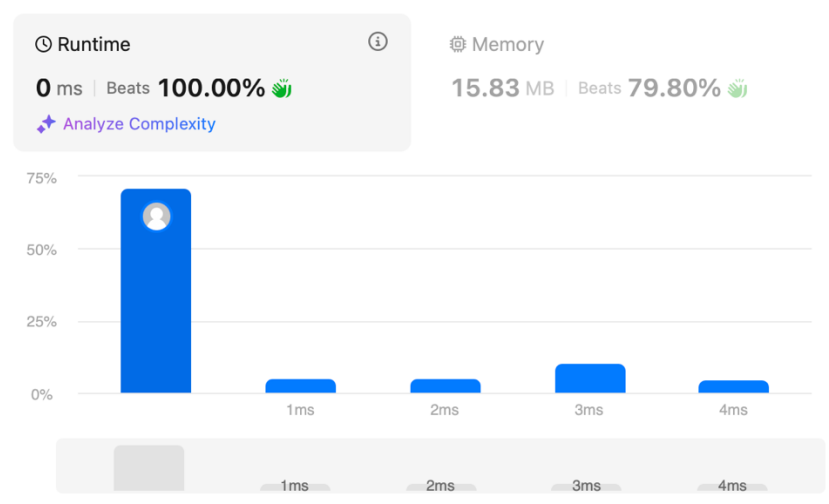 Runtime
0 ms | Beats 100.00%
Analyze Complexity
Memory
15.83 MB | Beats 79.80%
75%
50%
25%
0%
1ms 2ms 3ms 4ms
1ms 2ms 3ms 4ms